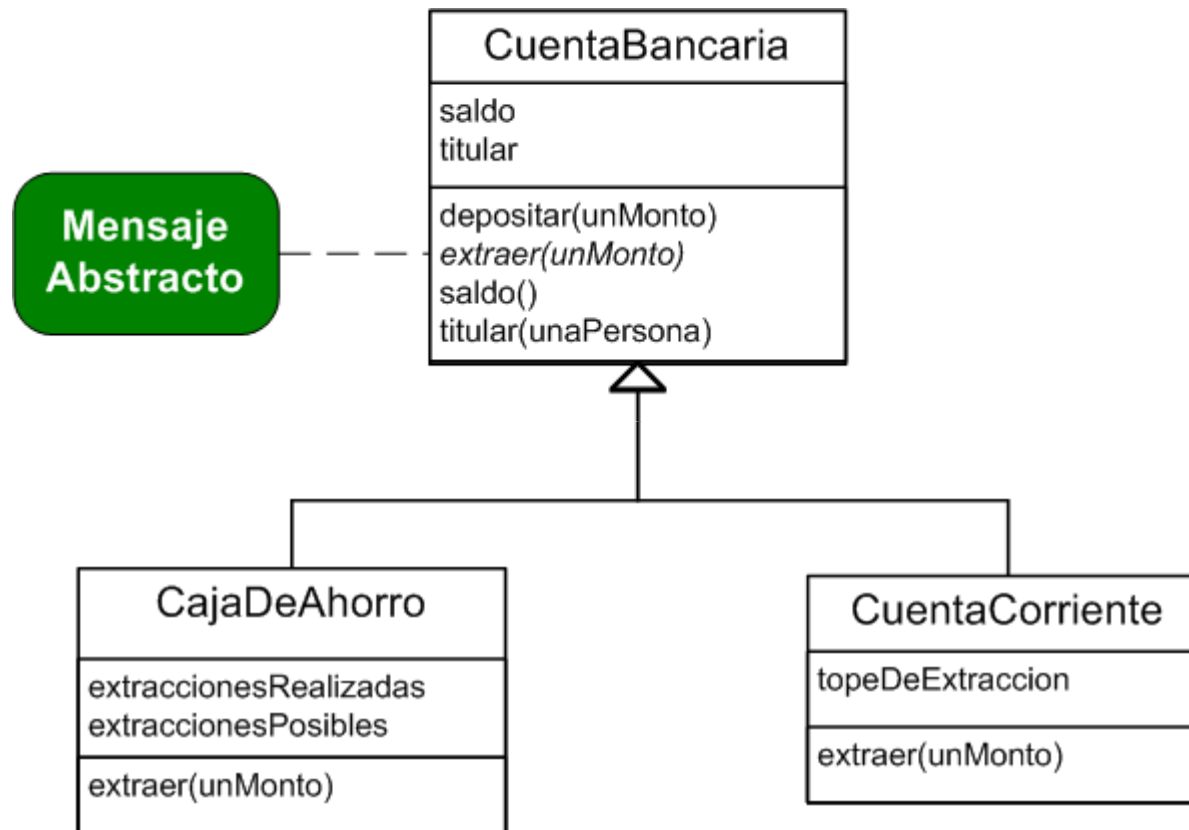 CuentaBancaria
saldo
titular
Mensaje
Abstracto
depositar(unMonto)
extraer(unMonto)
saldo()
titular(unaPersona)
CajaDeAhorro
extraccionesRealizadas
extraccionesPosibles
extraer(unMonto)
CuentaCorriente
topeDeExtraccion
extraer(unMonto)